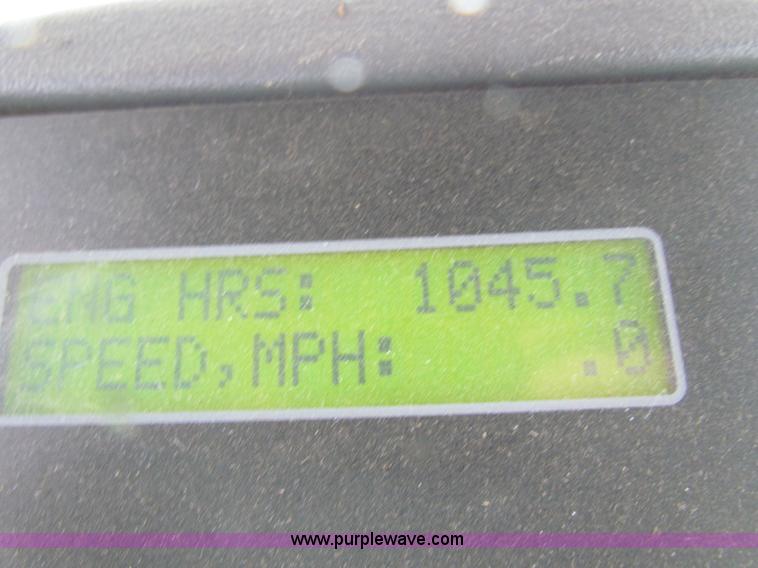 ENG HRS: 1045.7
SPEED,MPH: .0
www.purplewave.com